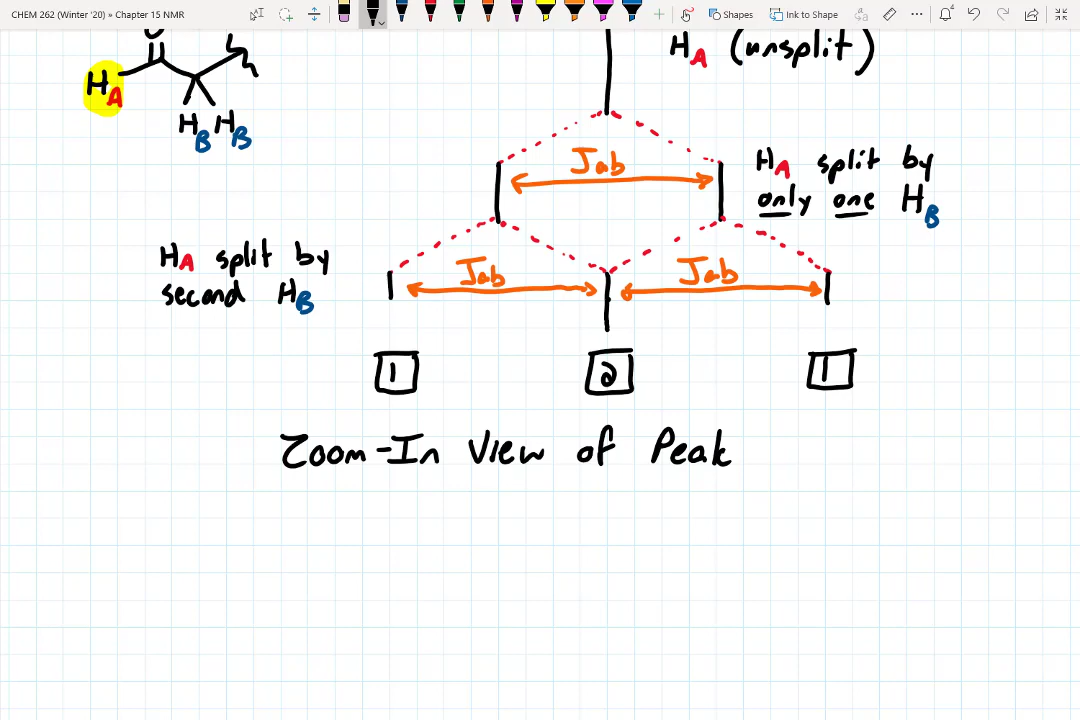 CHEM 262 (Winter '20) » Chapter 15 NMR
Shapes
Ink to Shape
HA (unsplit)
HA
HB HB
Jab
HA split by
only one HB
HA split by
second HB
Jab
Jab
1
2
1
Zoom-In View of Peak